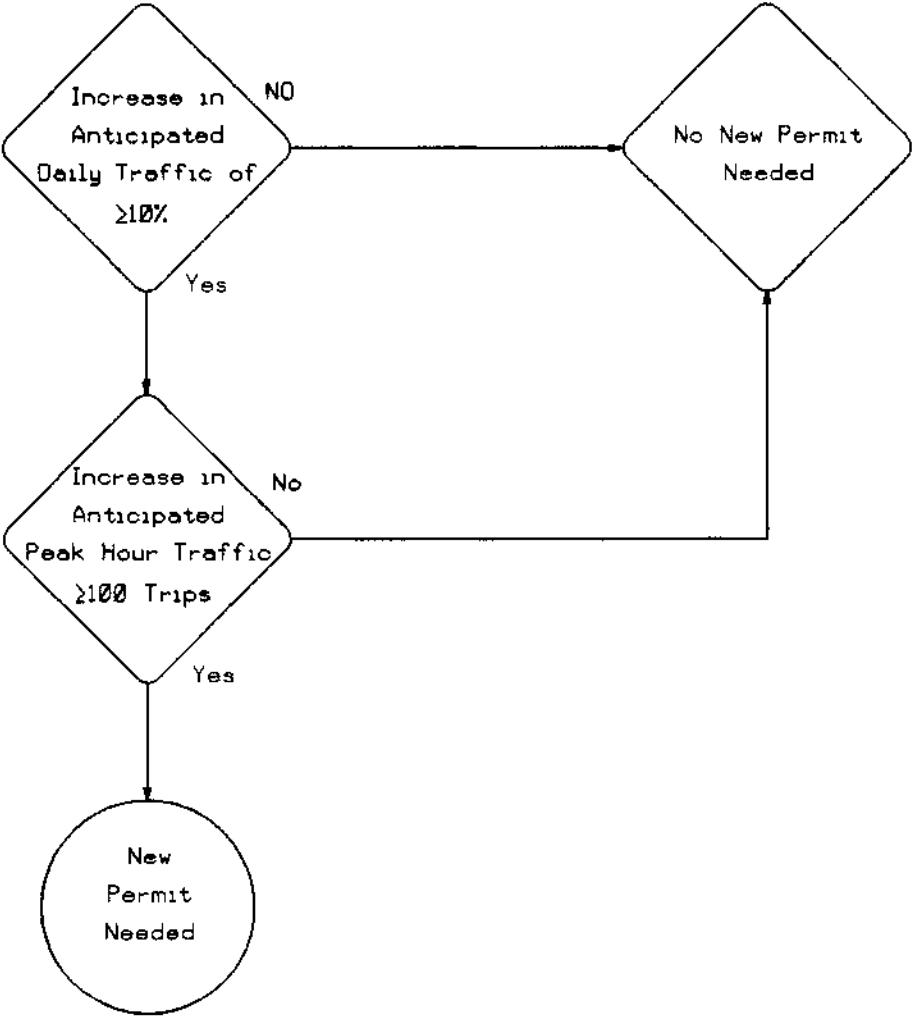 Increase in
Anticipated
Daily Traffic of
≥10%
NO
No New Permit
Needed
Yes
Increase in
Anticipated
Peak Hour Traffic
≥100 Trips
No
Yes
New
Permit
Needed